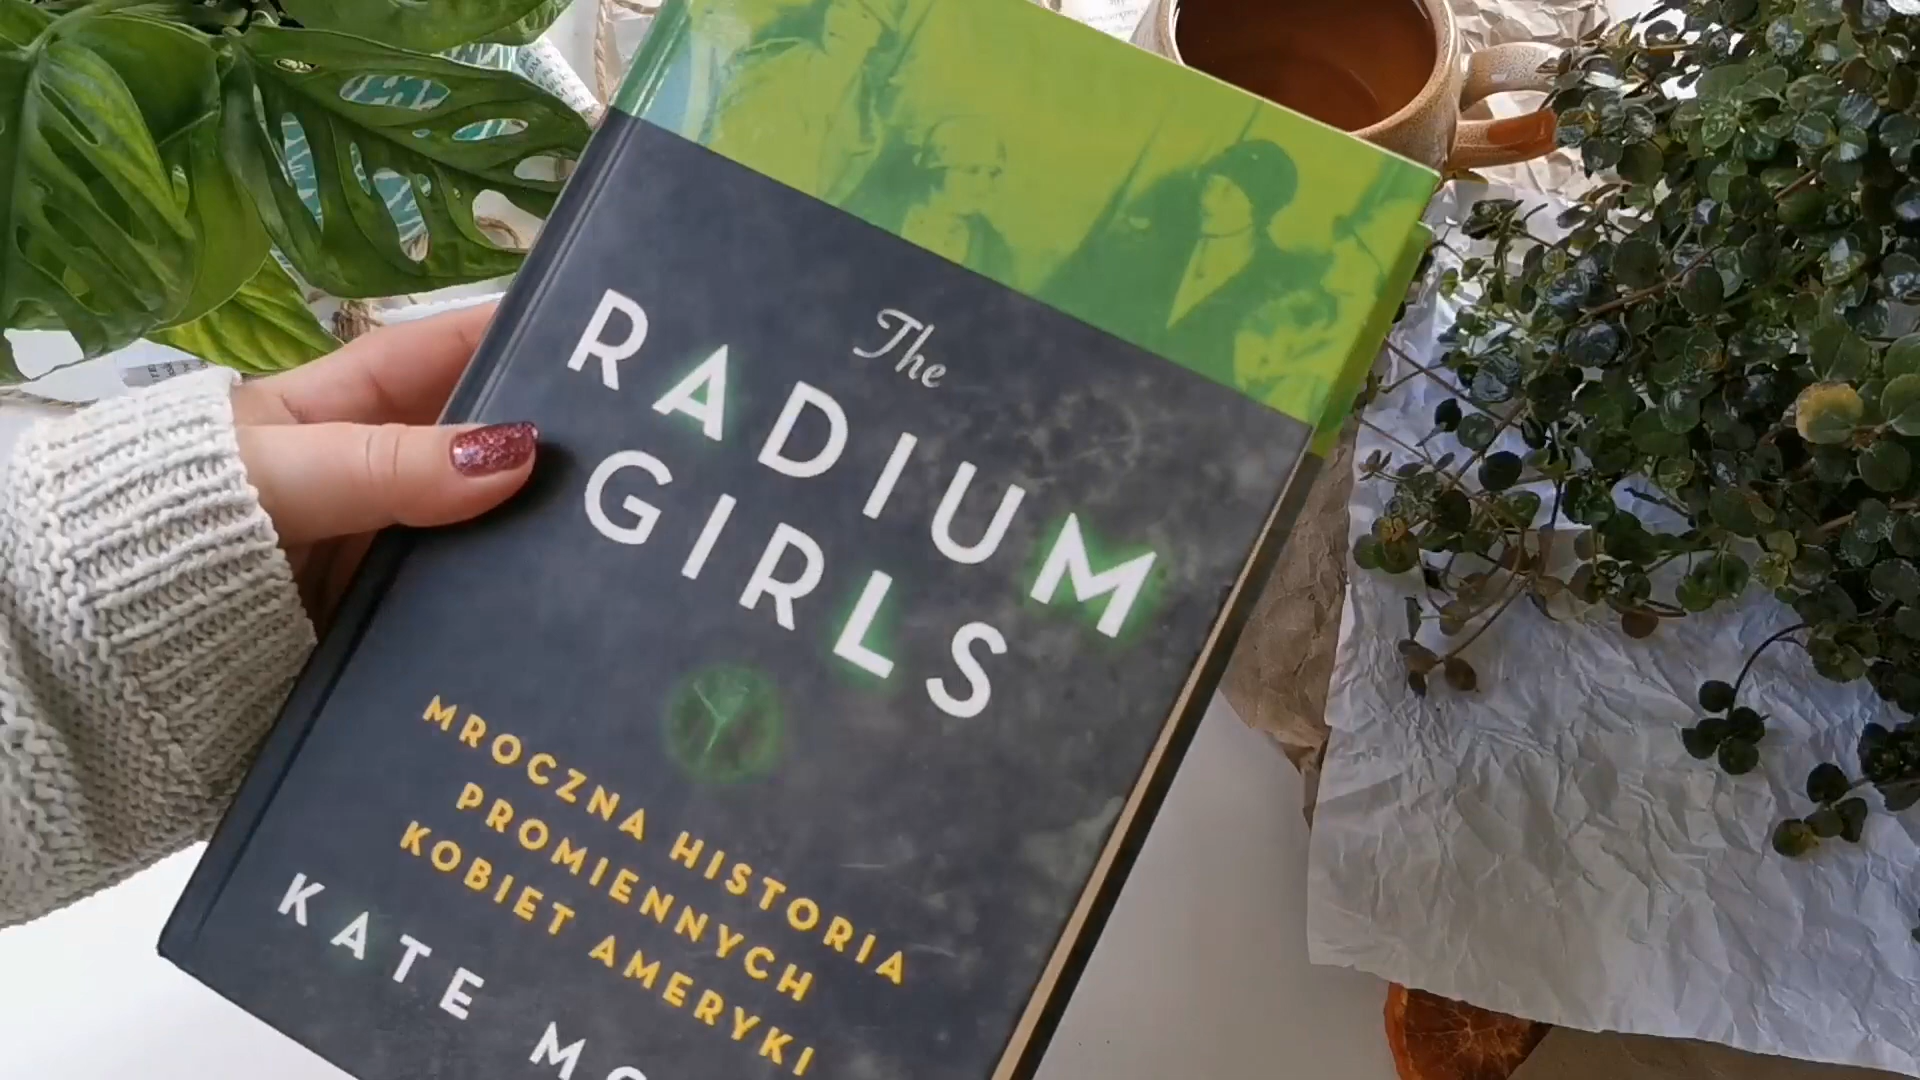 The
RADIUM
GIRLS
MROCZNA HISTORIA
PROMIENNYCH
KOBIET AMERYKI
KATE